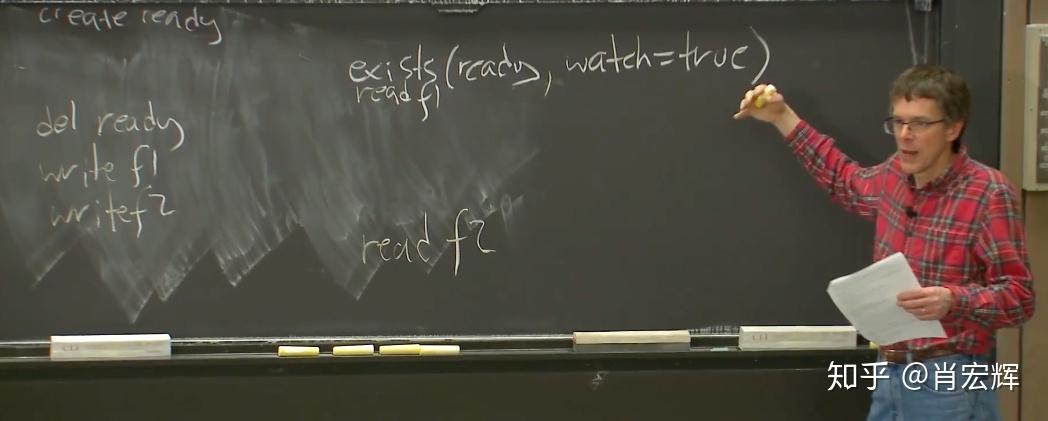 create ready
exists(ready, watch=true)
read f1
del ready
write f1
write f2
read f2
知乎 @肖宏辉